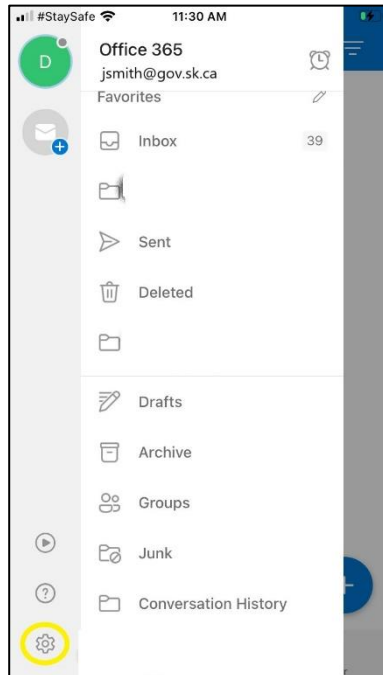 #StaySafe 11:30 AM
D
Office 365
jsmith@gov.sk.ca
Favorites
Inbox 39
Sent
Deleted
Drafts
Archive
Groups
Junk
Conversation History